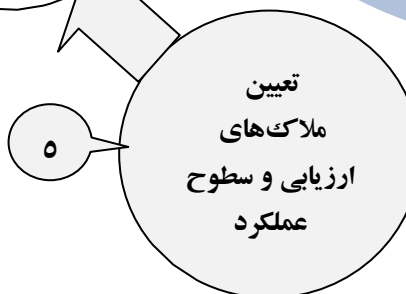 تعیین
ملاک‌های
ارزیابی و سطوح
عملکرد
۵